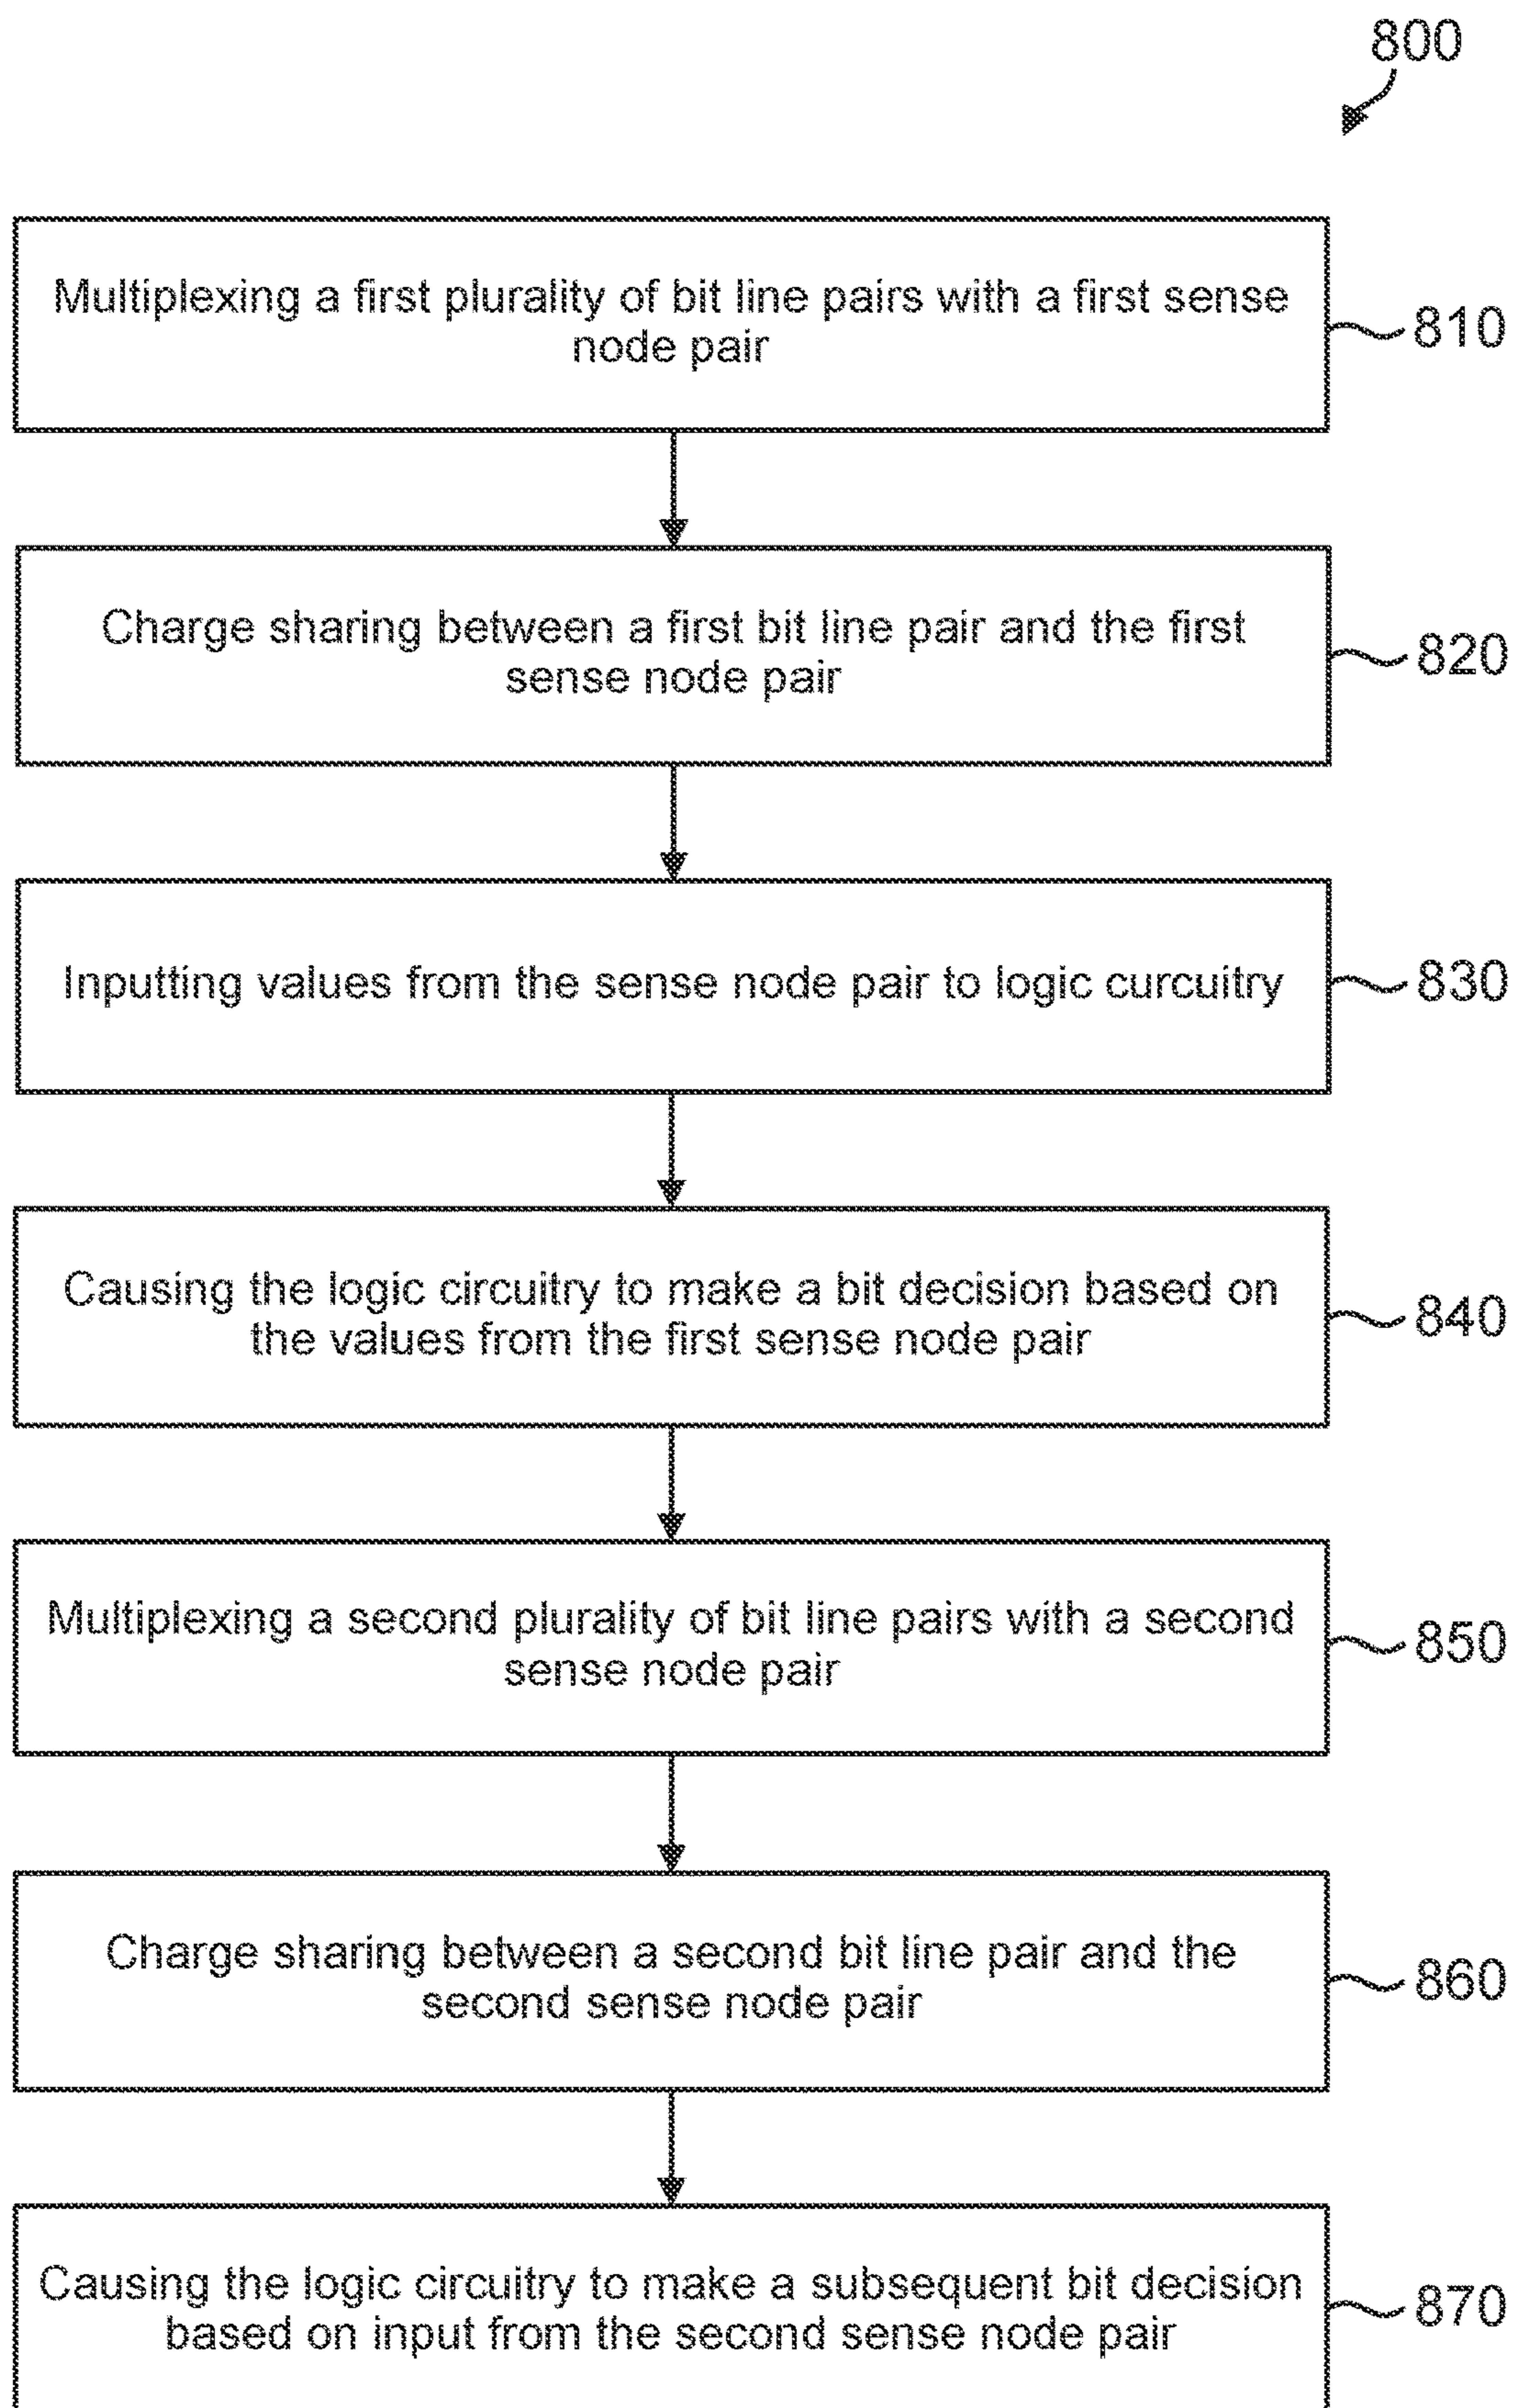 800
Multiplexing a first plurality of bit line pairs with a first sense
node pair
810
Charge sharing between a first bit line pair and the first
sense node pair
820
Inputting values from the sense node pair to logic curcuitry
830
Causing the logic circuitry to make a bit decision based on
the values from the first sense node pair
840
Multiplexing a second plurality of bit line pairs with a second
sense node pair
850
Charge sharing between a second bit line pair and the
second sense node pair
860
Causing the logic circuitry to make a subsequent bit decision
based on input from the second sense node pair
870